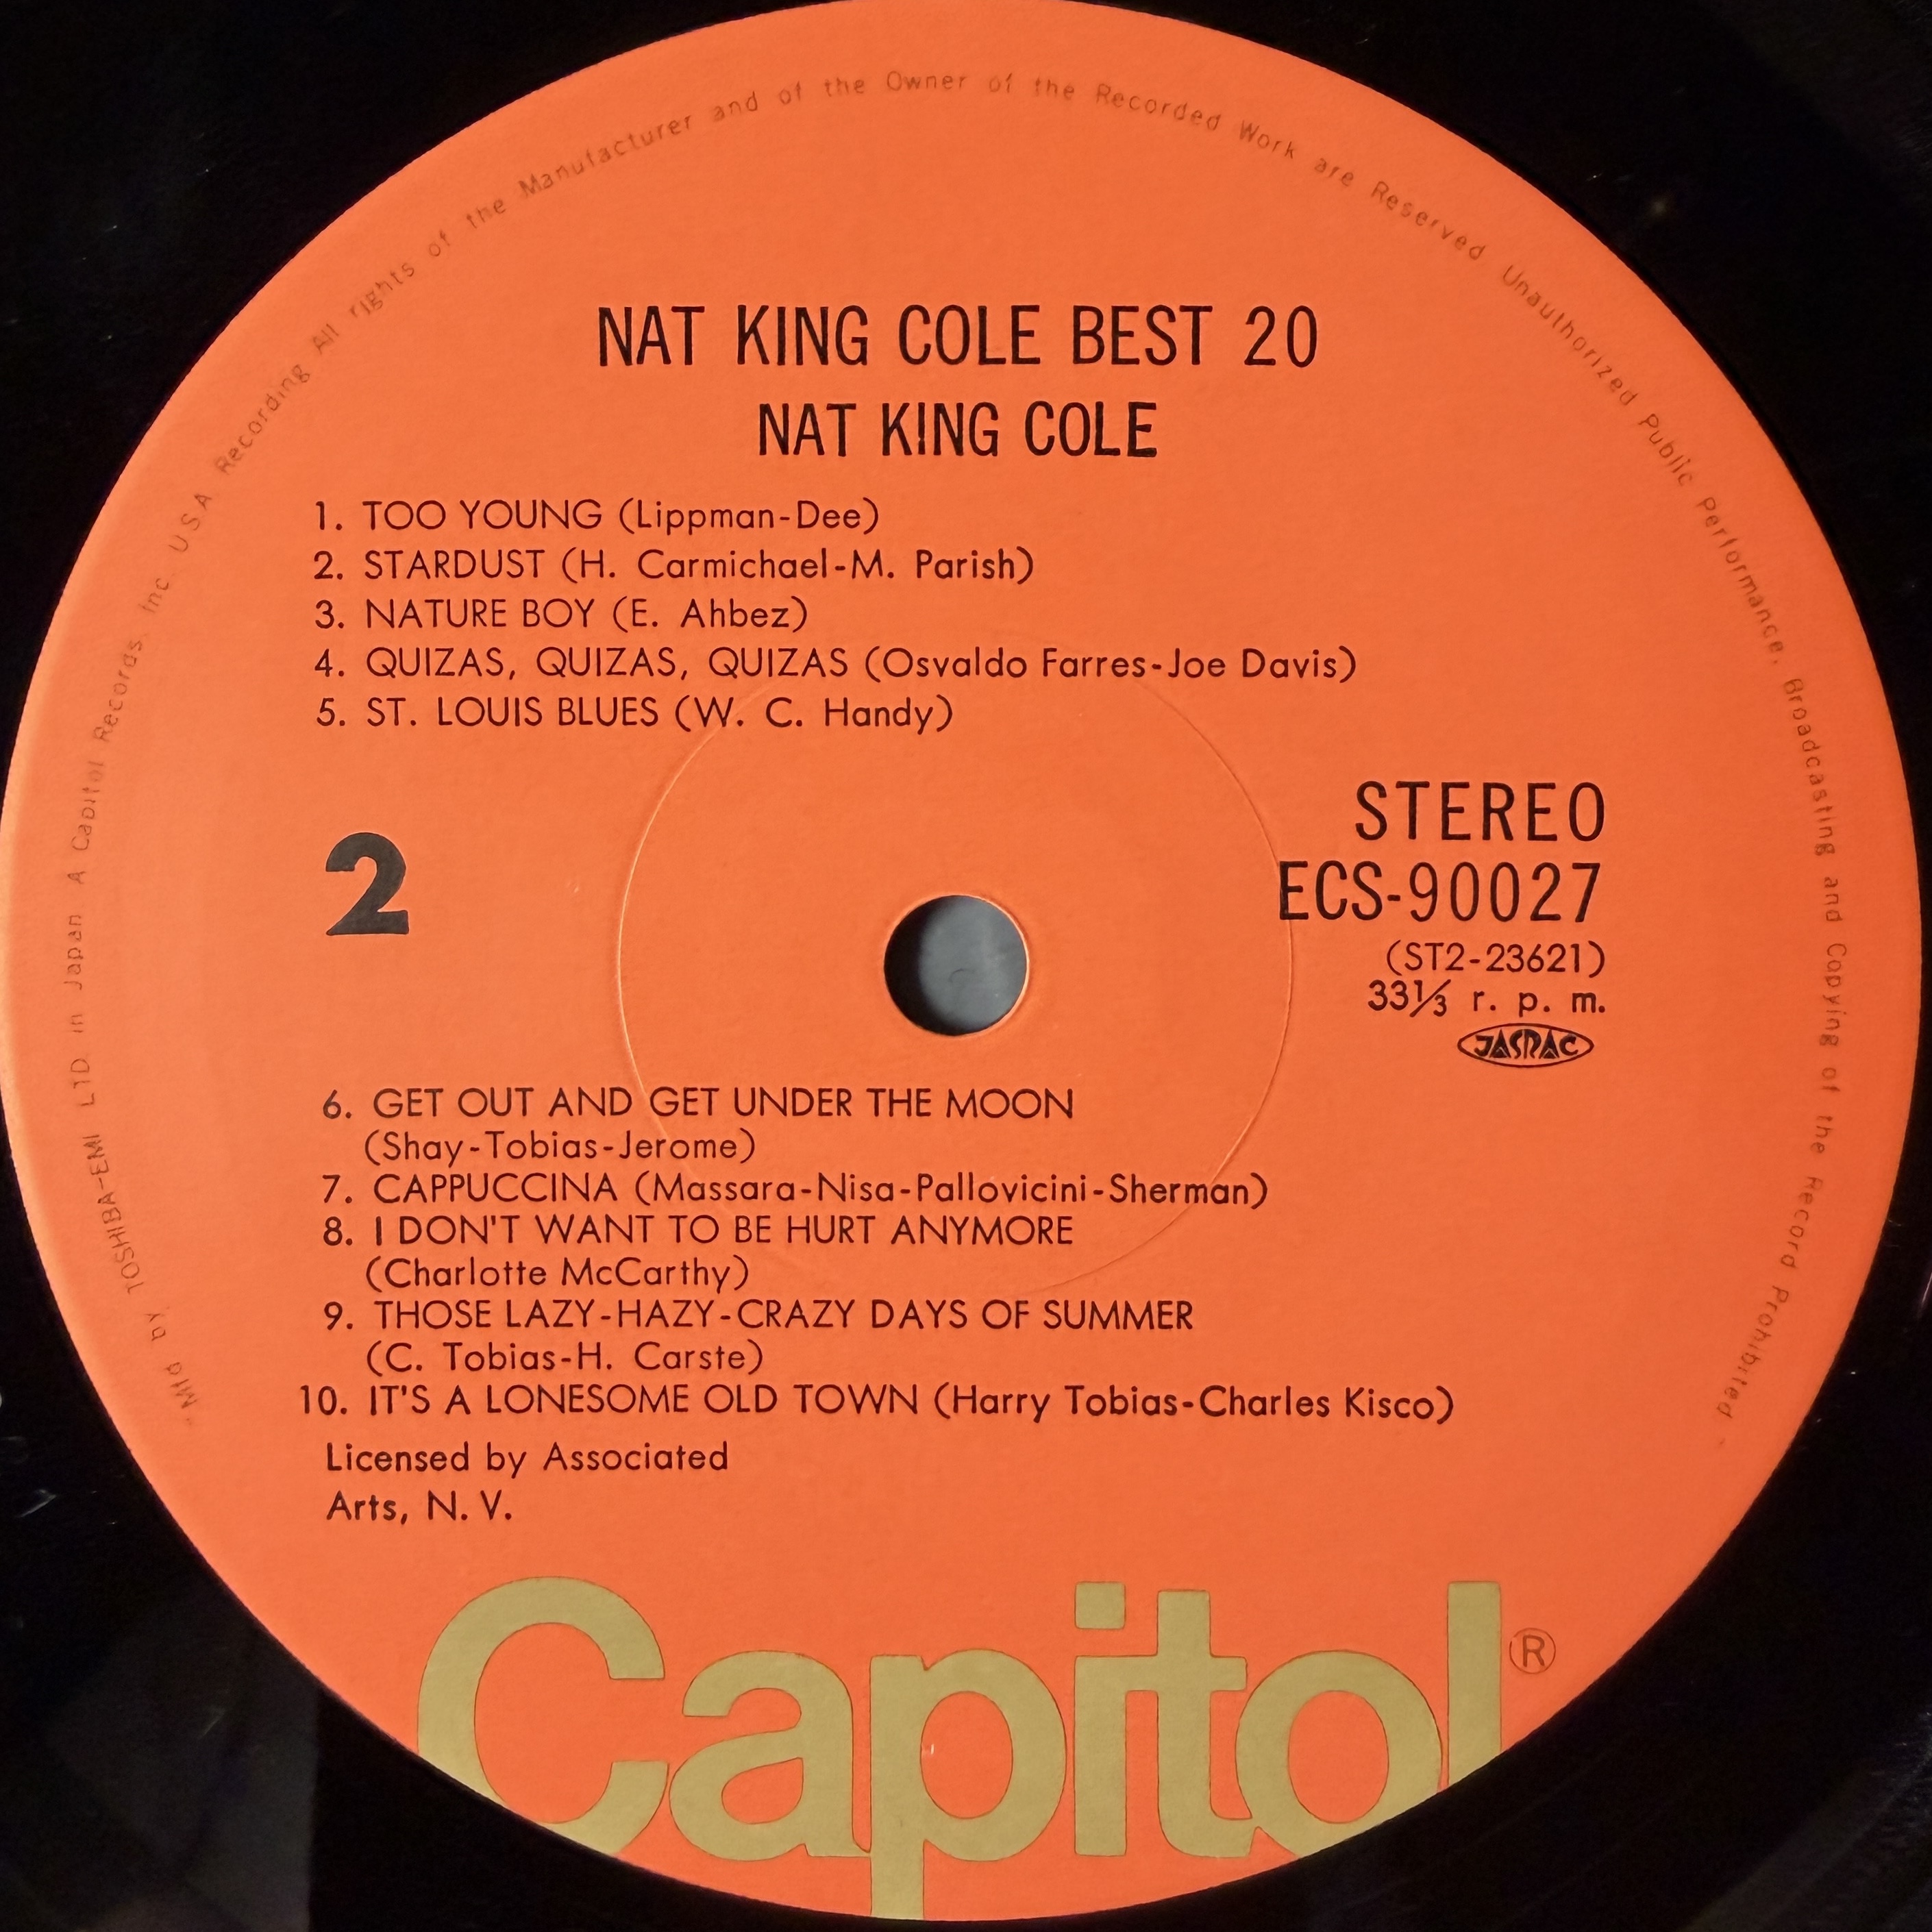 "Mfd by TOSHIBA-EMI LTD in Japan A Capitol Records, Inc. USA Recording All rights of the Manufacturer and of the Owner of the Recorded Work are Reserved Unauthorized Public Performance, Broadcasting and Copying of the Record Prohibited"
NAT KING COLE BEST 20
NAT KING COLE
1. TOO YOUNG (Lippman-Dee)
2. STARDUST (H. Carmichael-M. Parish)
3. NATURE BOY (E. Ahbez)
4. QUIZAS, QUIZAS, QUIZAS (Osvaldo Farres-Joe Davis)
5. ST. LOUIS BLUES (W. C. Handy)
2
STEREO
ECS-90027
(ST2-23621)
33⅓ r. p. m.
JASRAC
6. GET OUT AND GET UNDER THE MOON
(Shay-Tobias-Jerome)
7. CAPPUCCINA (Massara-Nisa-Pallovicini-Sherman)
8. I DON'T WANT TO BE HURT ANYMORE
(Charlotte McCarthy)
9. THOSE LAZY-HAZY-CRAZY DAYS OF SUMMER
(C. Tobias-H. Carste)
10. IT'S A LONESOME OLD TOWN (Harry Tobias-Charles Kisco)
Licensed by Associated
Arts, N. V.
Capitol®